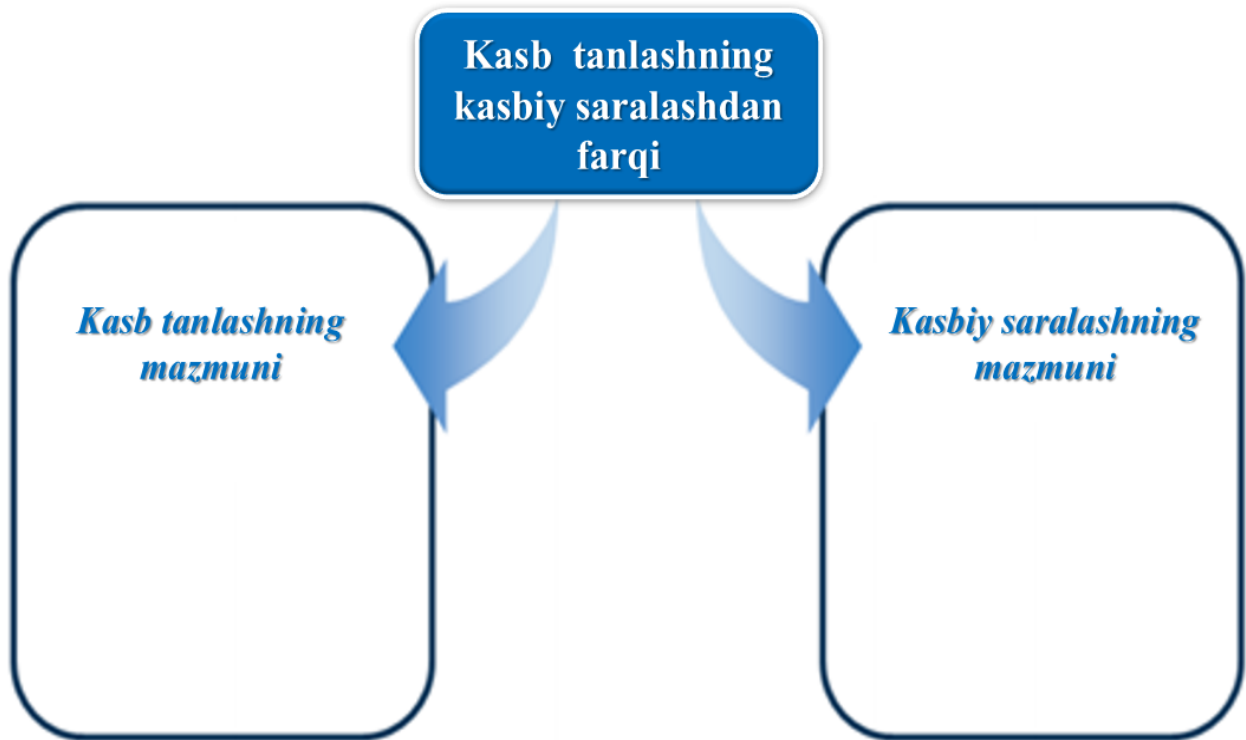 Kasb tanlashning
kasbiy saralashdan
farqi
Kasb tanlashning
mazmuni
Kasbiy saralashning
mazmuni